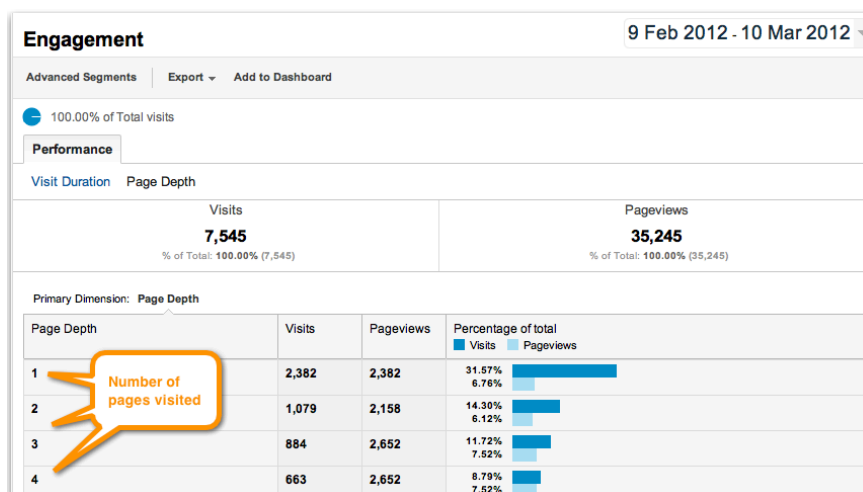 Engagement
9 Feb 2012 - 10 Mar 2012
Advanced Segments Export Add to Dashboard
100.00% of Total visits
Performance
Visit Duration Page Depth
Visits Pageviews
7,545 35,245
% of Total: 100.00% (7,545) % of Total: 100.00% (35,245)
Primary Dimension: Page Depth
Page Depth Visits Pageviews Percentage of total
Visits Pageviews
1 2,382 2,382 31.57%
6.76%
Number of
pages visited
2 1,079 2,158 14.30%
6.12%
3 884 2,652 11.72%
7.52%
4 663 2,652 8.79%
7.52%